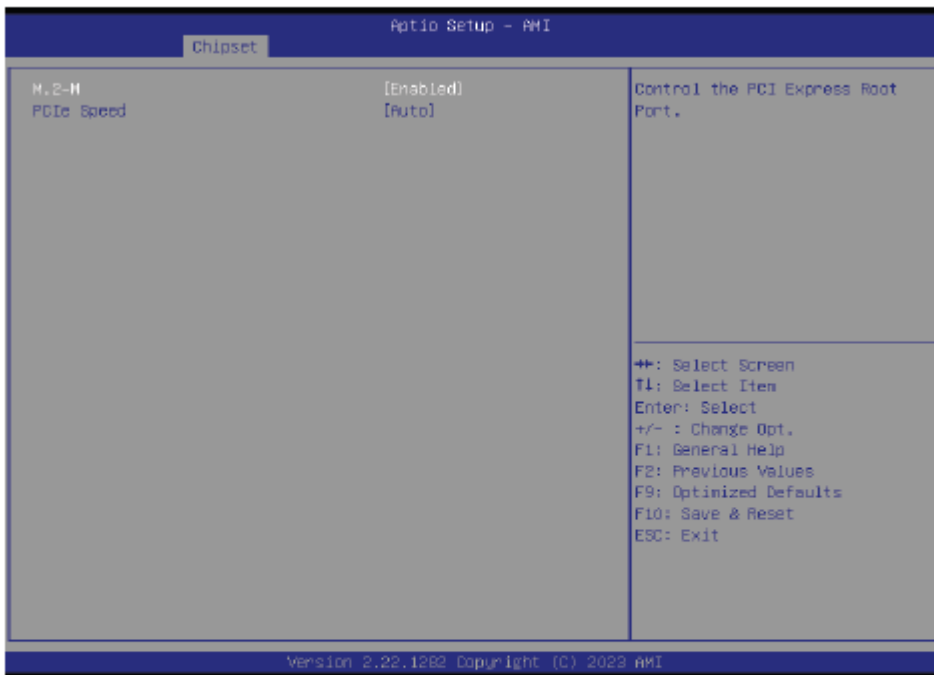 Aptio Setup - AMI
Chipset
M.2-M [Enabled]
PCIe Speed [Auto]
Control the PCI Express Root
Port.
→←: Select Screen
↑↓: Select Item
Enter: Select
+/- : Change Opt.
F1: General Help
F2: Previous Values
F9: Optimized Defaults
F10: Save & Reset
ESC: Exit
Version 2.22.1282 Copyright (C) 2023 AMI